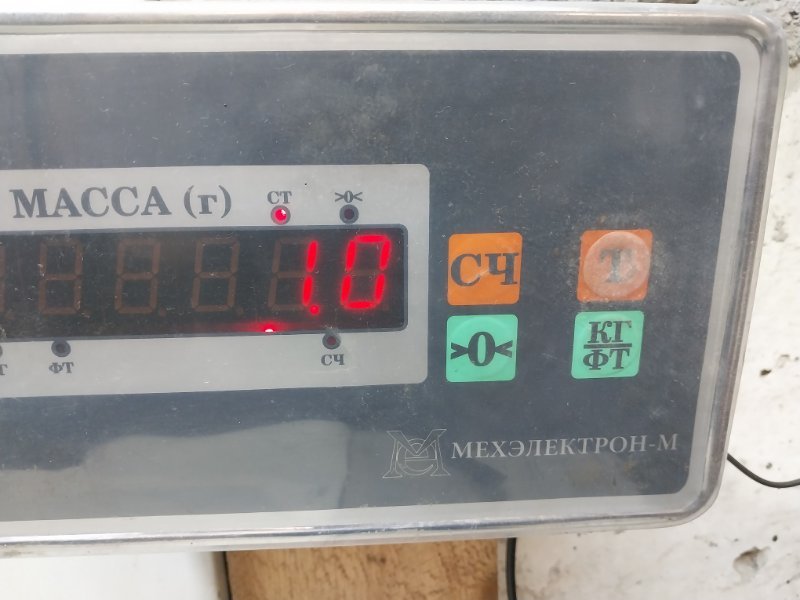 МАССА (г)
СТ >0<
1.0
ФТ СЧ
СЧ Т
>0< КГ
ФТ
МЕХЭЛЕКТРОН-М